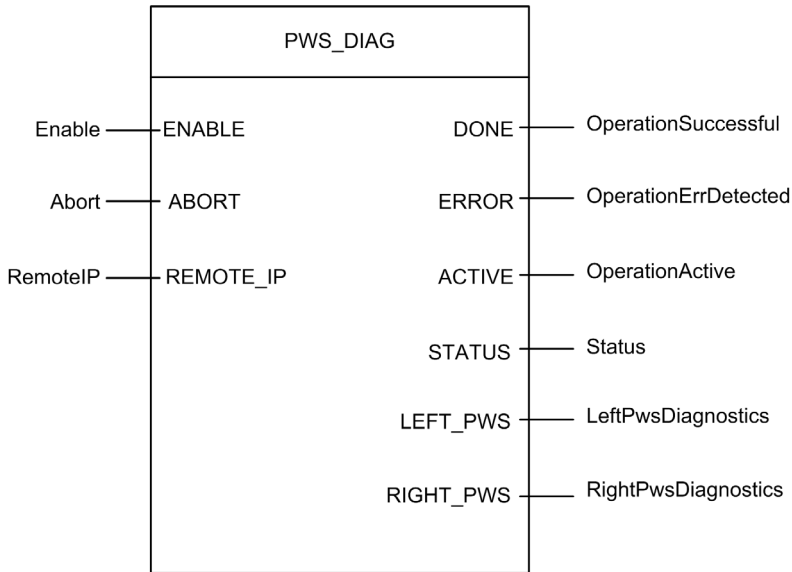 PWS_DIAG
Enable ENABLE DONE OperationSuccessful
Abort ABORT ERROR OperationErrDetected
RemoteIP REMOTE_IP ACTIVE OperationActive
STATUS Status
LEFT_PWS LeftPwsDiagnostics
RIGHT_PWS RightPwsDiagnostics